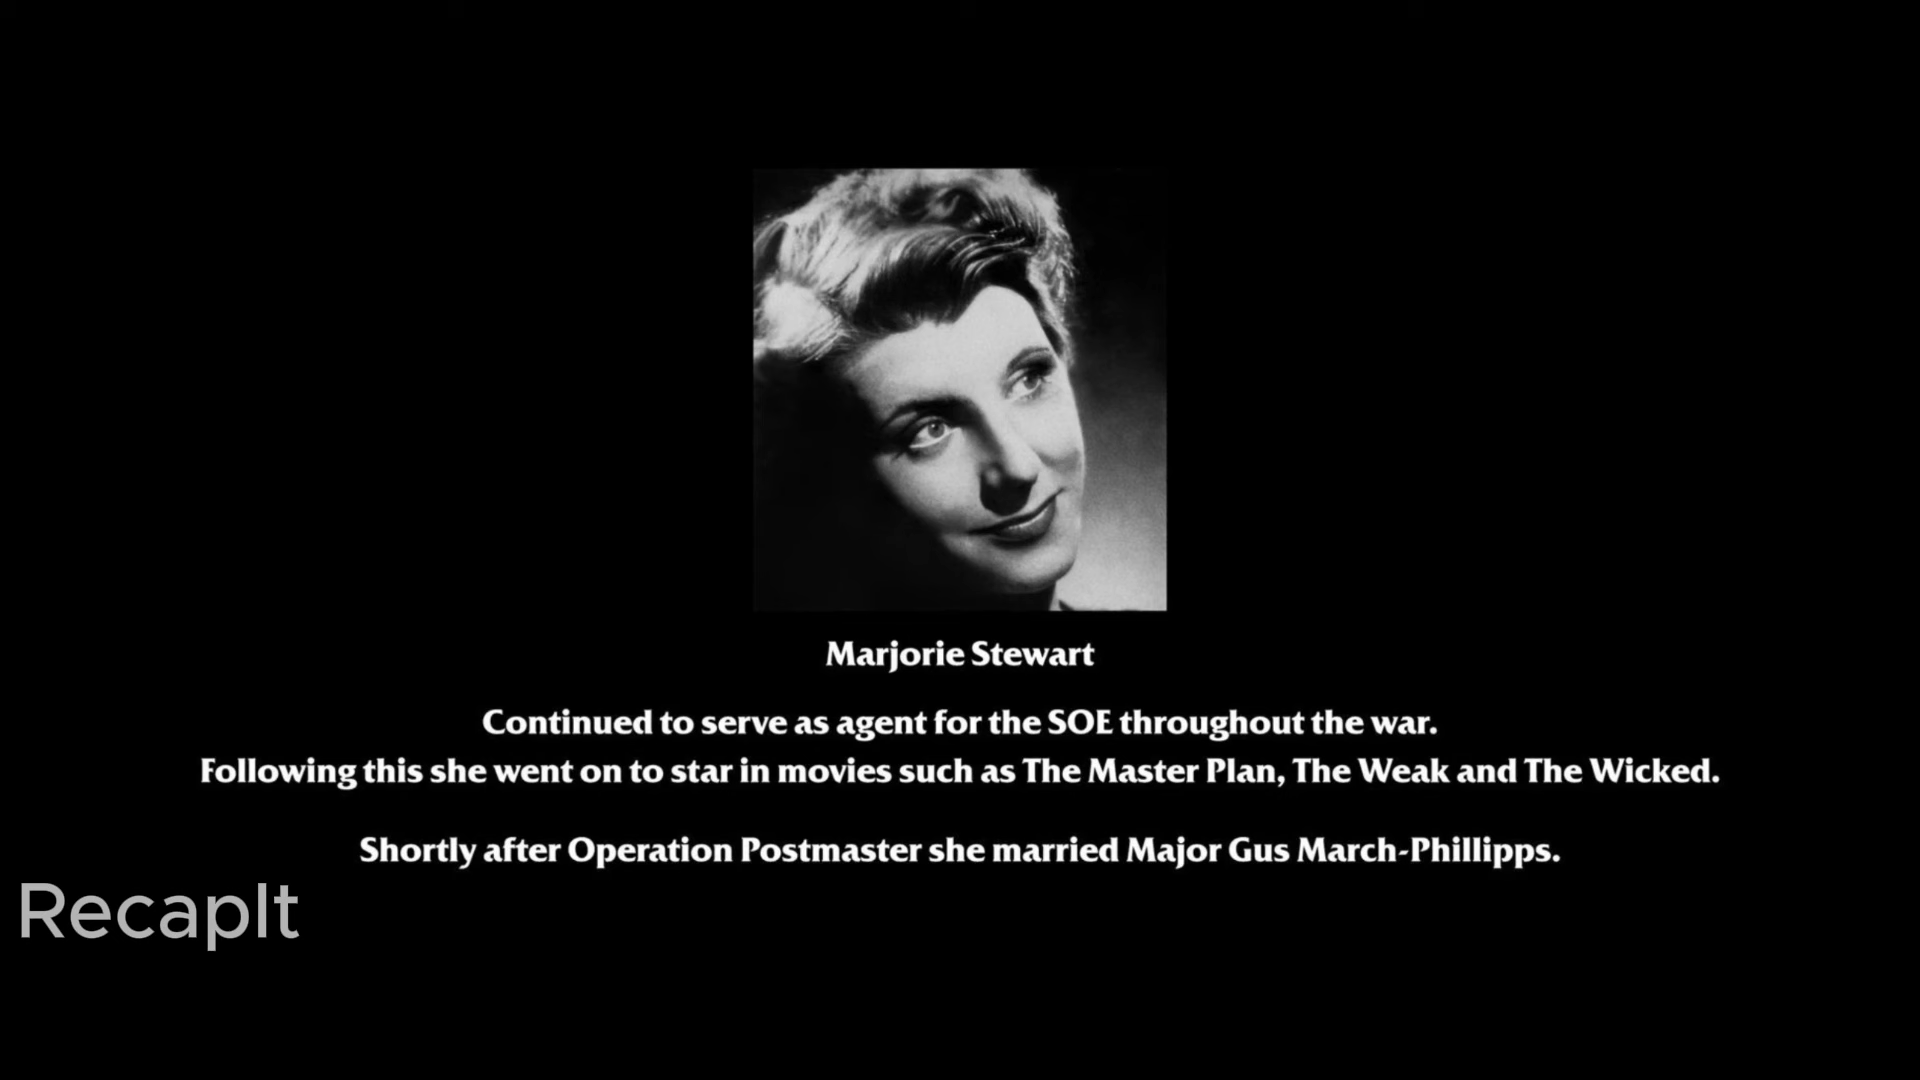 Marjorie Stewart
Continued to serve as agent for the SOE throughout the war.
Following this she went on to star in movies such as The Master Plan, The Weak and The Wicked.
Shortly after Operation Postmaster she married Major Gus March-Phillipps.
RecapIt